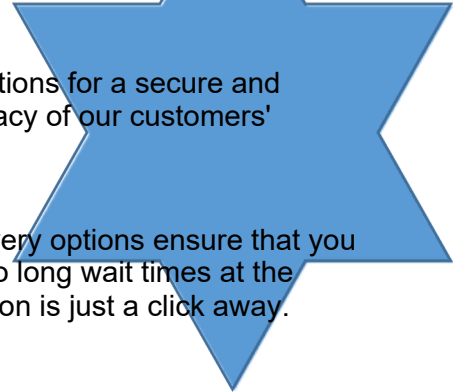 tions for a secure and
acy of our customers'
very options ensure that you
o long wait times at the
on is just a click away.